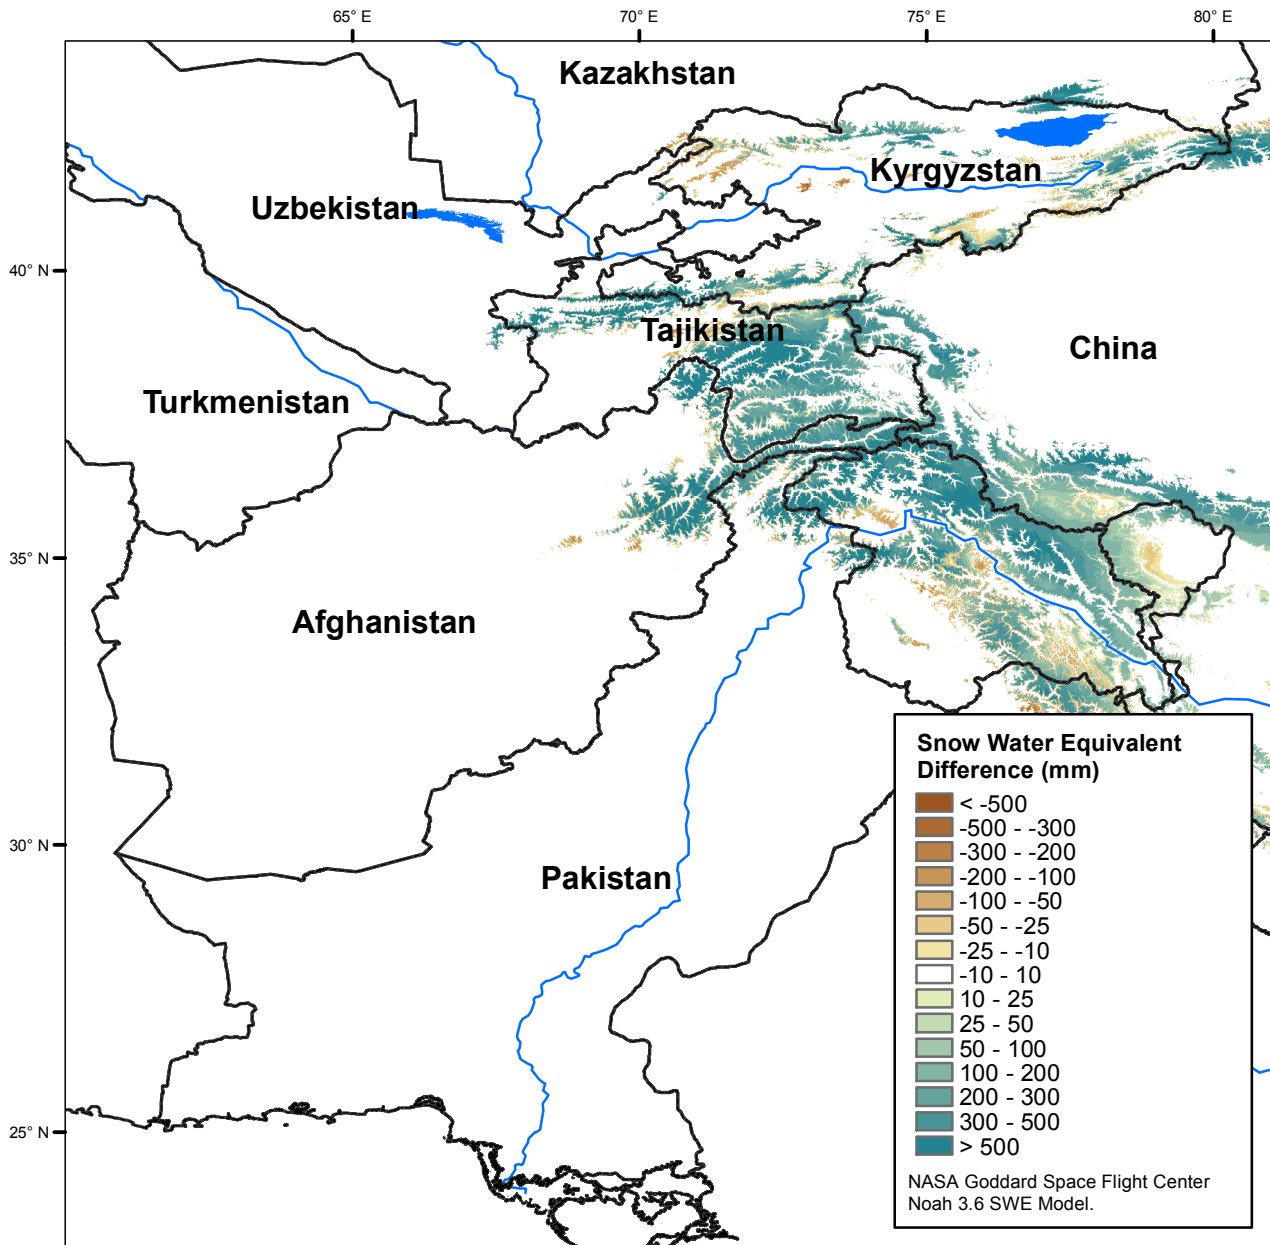 65° E
70° E
75° E
80° E
Kazakhstan
Kyrgyzstan
Uzbekistan
40° N
Tajikistan
China
Turkmenistan
35° N
Afghanistan
30° N
Pakistan
25° N
Snow Water Equivalent
Difference (mm)
< -500
-500 - -300
-300 - -200
-200 - -100
-100 - -50
-50 - -25
-25 - -10
-10 - 10
10 - 25
25 - 50
50 - 100
100 - 200
200 - 300
300 - 500
> 500
NASA Goddard Space Flight Center
Noah 3.6 SWE Model.